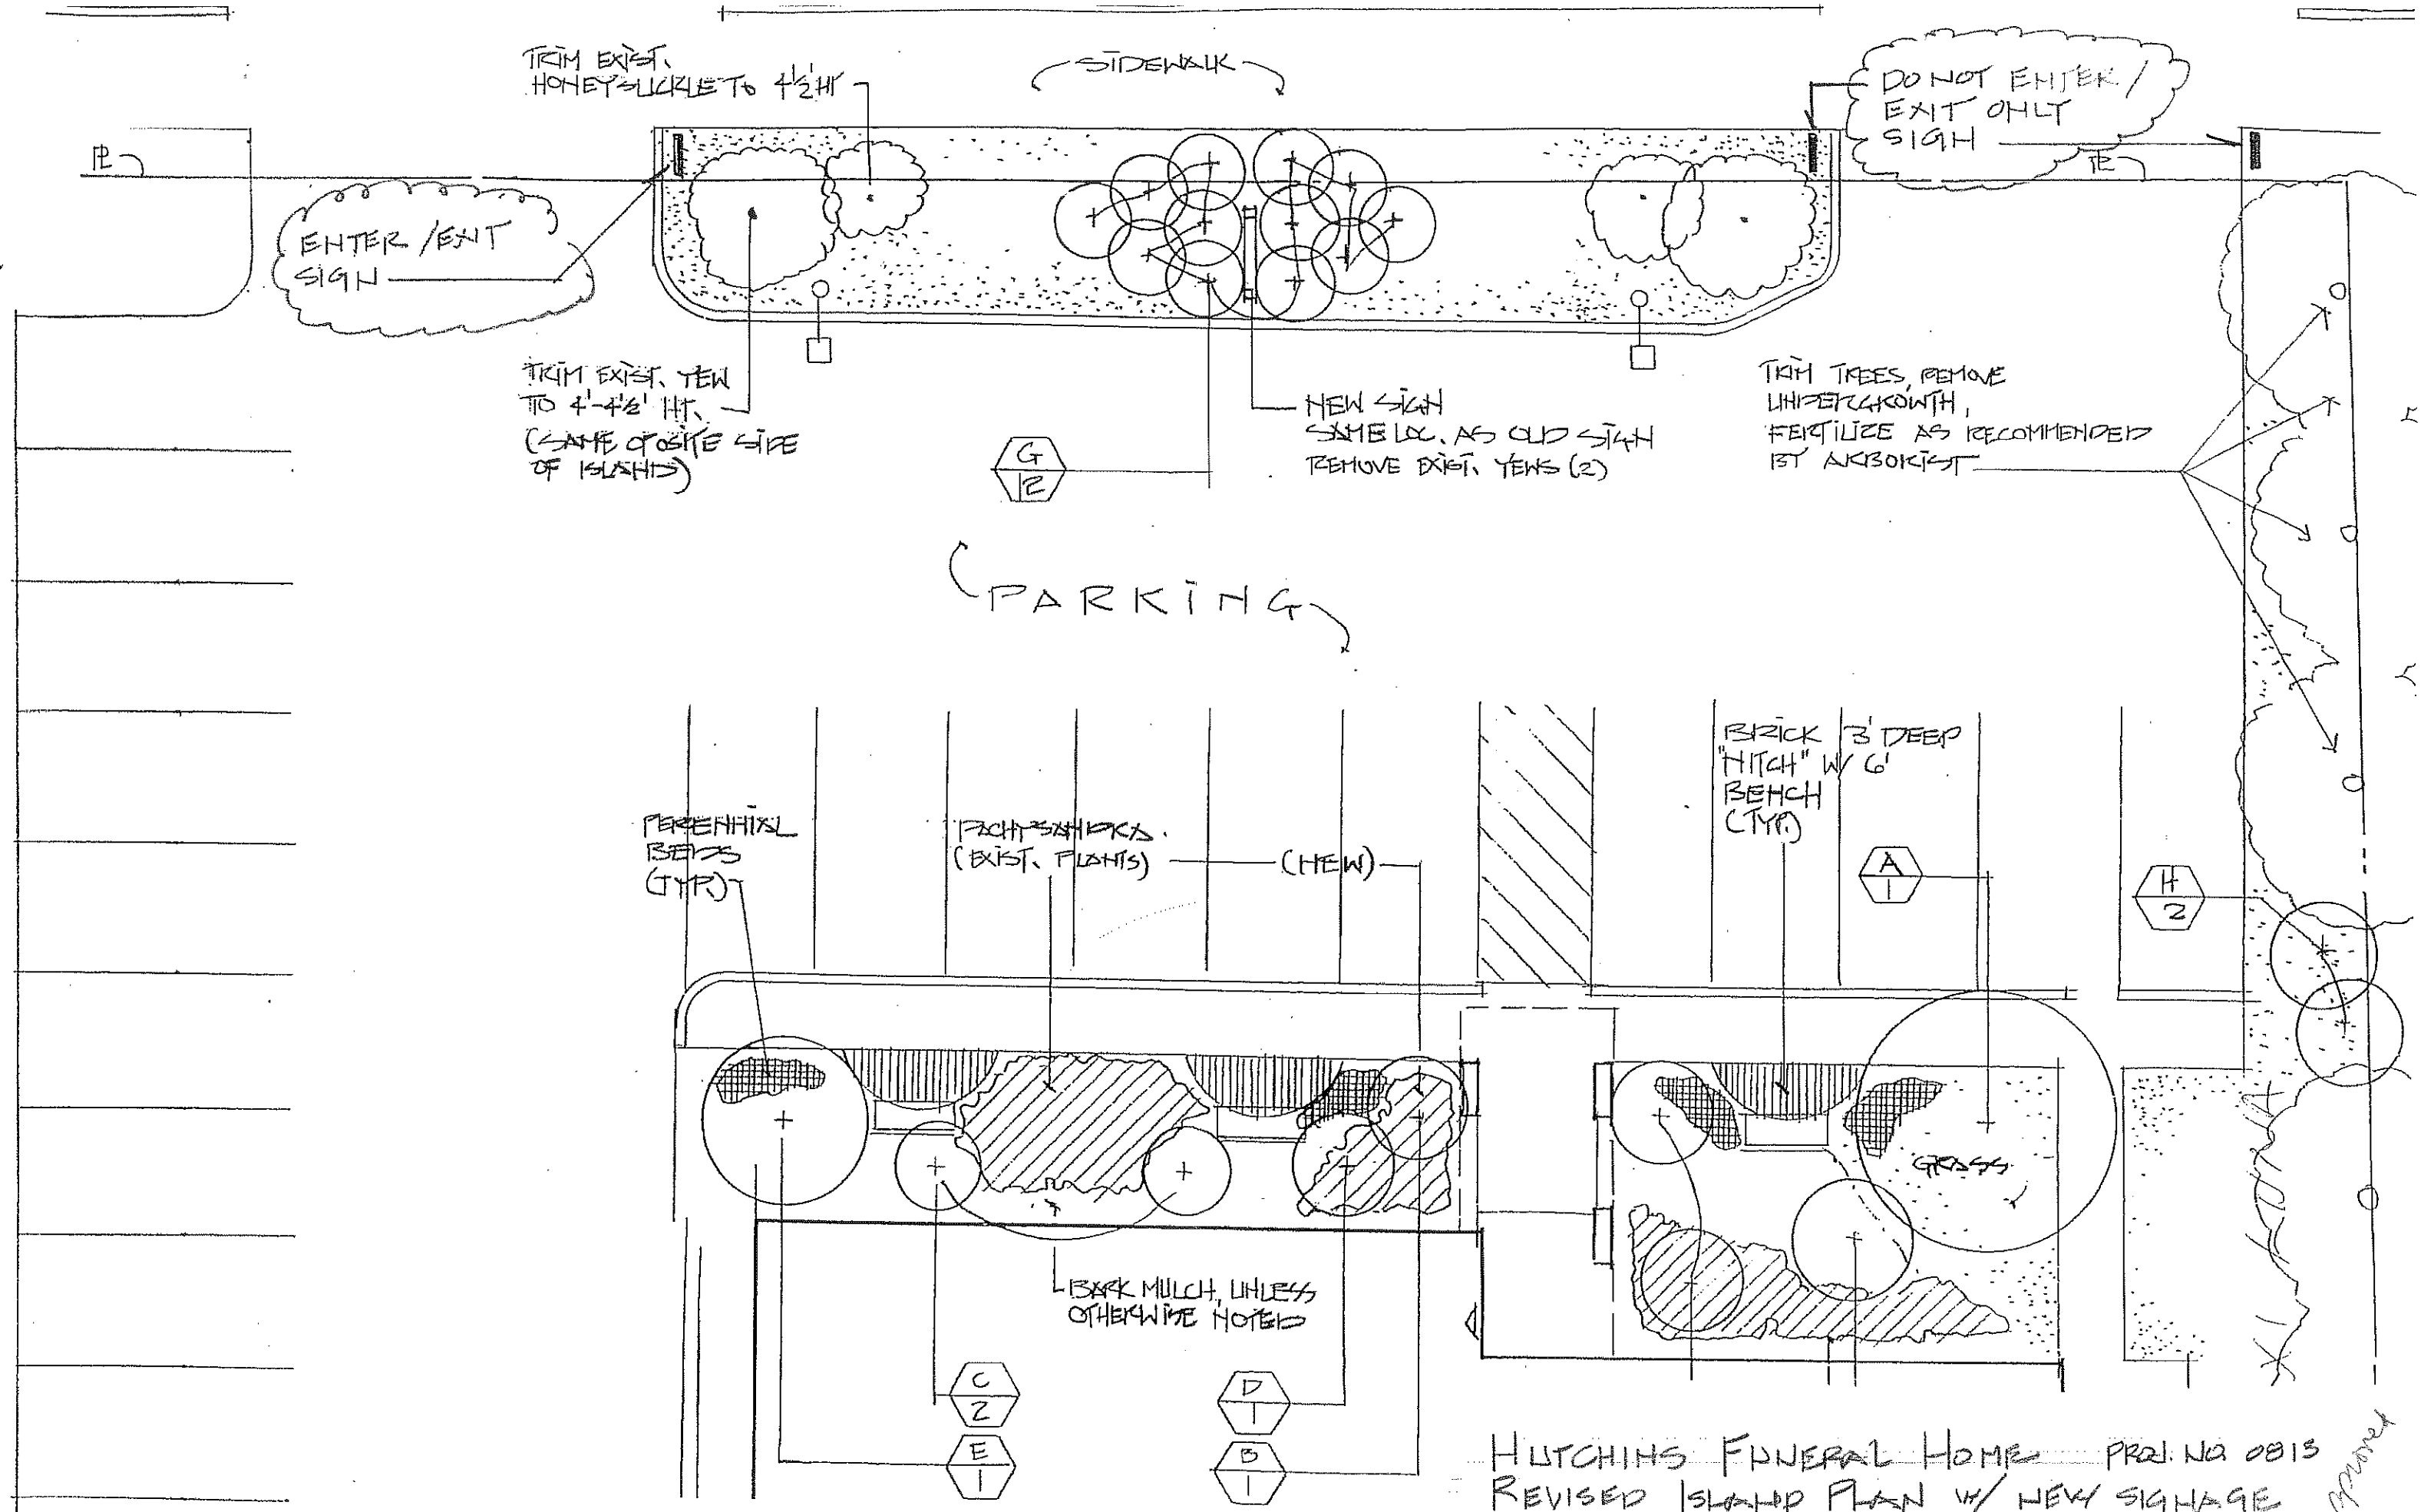 TRIM EXIST.
HONEYSUCKLE TO 4½' HT
SIDEWALK
DO NOT ENTER /
EXIT ONLY
SIGN
PL
PL
ENTER / EXIT
SIGN
TRIM EXIST. YEW
TO 4'-4½' HT.
(SAME OPOSITE SIDE
OF ISLAND)
G
12
NEW SIGN
SAME LOC. AS OLD SIGN
REMOVE EXIST. YEWS (2)
TRIM TREES, REMOVE
UNDERGROWTH,
FERTILIZE AS RECOMMENDED
BY ARBORIST
PARKING
BRICK 3' DEEP
"NITCH" W/ 6'
BENCH
(TYP.)
PERENNIAL
BEDS
(TYP.)
PACHYSANDRA
(EXIST. PLANTS)
(NEW)
A
1
H
2
GRASS
BARK MULCH, UNLESS
OTHERWISE NOTED
C
2
E
1
D
1
B
1
HUTCHINS FUNERAL HOME PROJ. NO. 0813
REVISED ISLAND PLAN W/ NEW SIGNAGE